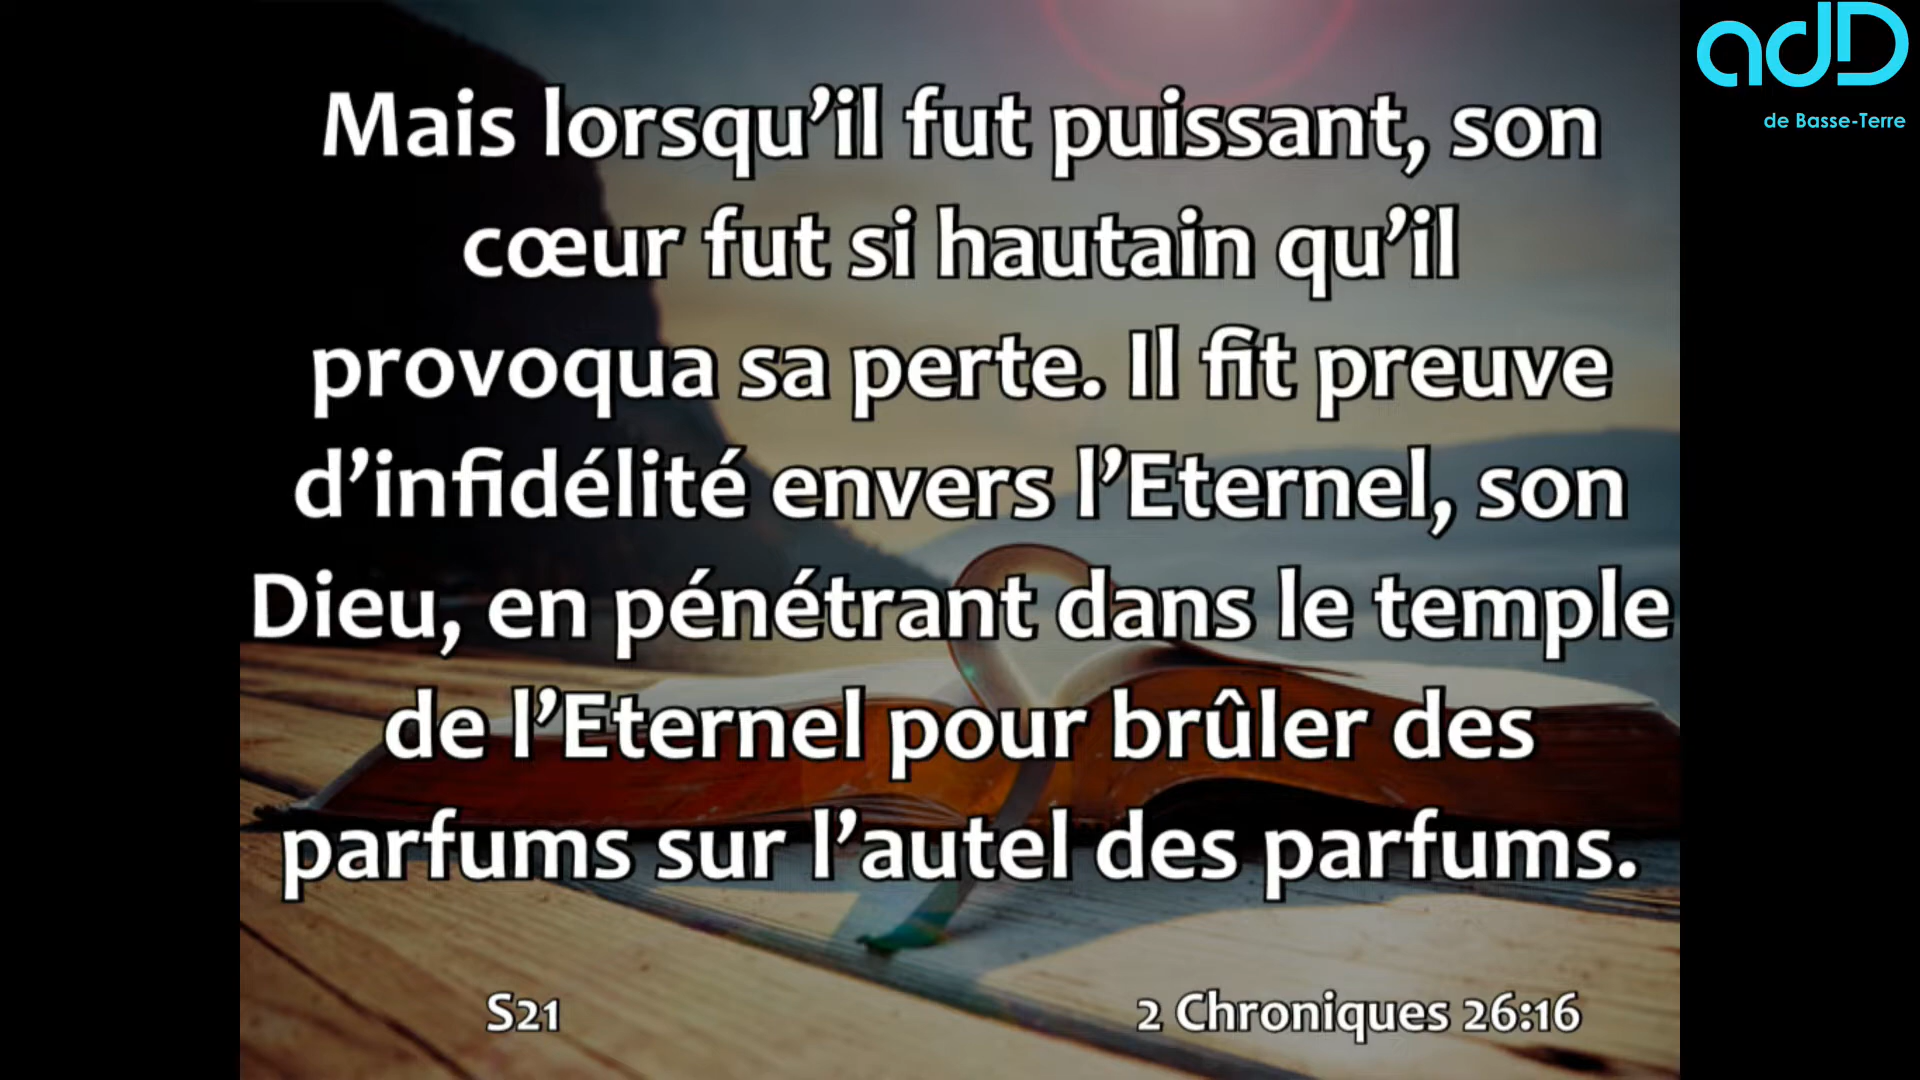 adD
de Basse-Terre
Mais lorsqu’il fut puissant, son
cœur fut si hautain qu’il
provoqua sa perte. Il fit preuve
d’infidélité envers l’Eternel, son
Dieu, en pénétrant dans le temple
de l’Eternel pour brûler des
parfums sur l’autel des parfums.
S21
2 Chroniques 26:16